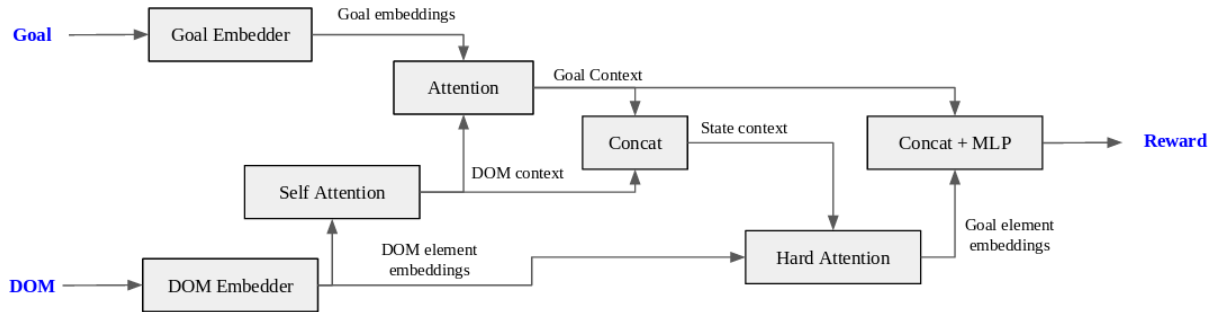 Goal
Goal Embedder
Goal embeddings
Attention
Goal Context
Concat
State context
Concat + MLP
Reward
Self Attention
DOM context
DOM
DOM Embedder
DOM element
embeddings
Hard Attention
Goal element
embeddings